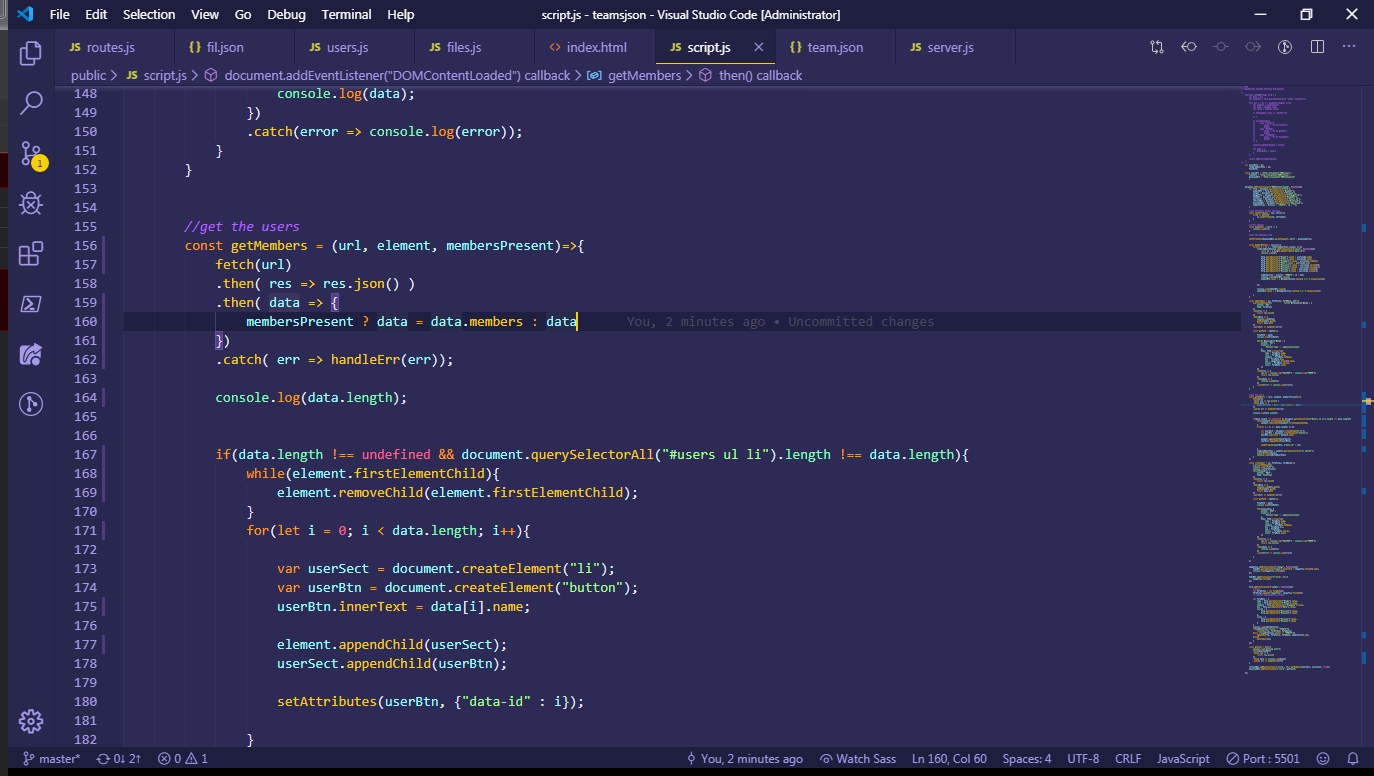 File Edit Selection View Go Debug Terminal Help script.js - teamsjson - Visual Studio Code [Administrator]
JS routes.js {} fil.json JS users.js JS files.js <> index.html JS script.js {} team.json JS server.js
public > JS script.js > document.addEventListener("DOMContentLoaded") callback > getMembers > then() callback
148 console.log(data);
149 })
150 .catch(error => console.log(error));
151 }
152 }
153
154
155 //get the users
156 const getMembers = (url, element, membersPresent)=>{
157 fetch(url)
158 .then( res => res.json() )
159 .then( data => {
160 membersPresent ? data = data.members : data You, 2 minutes ago • Uncommitted changes
161 })
162 .catch( err => handleErr(err));
163
164 console.log(data.length);
165
166
167 if(data.length !== undefined && document.querySelectorAll("#users ul li").length !== data.length){
168 while(element.firstElementChild){
169 element.removeChild(element.firstElementChild);
170 }
171 for(let i = 0; i < data.length; i++){
172
173 var userSect = document.createElement("li");
174 var userBtn = document.createElement("button");
175 userBtn.innerText = data[i].name;
176
177 element.appendChild(userSect);
178 userSect.appendChild(userBtn);
179
180 setAttributes(userBtn, {"data-id" : i});
181
182 }
1
master* 0↓ 2↑ 0 1 You, 2 minutes ago Watch Sass Ln 160, Col 60 Spaces: 4 UTF-8 CRLF JavaScript Port : 5501